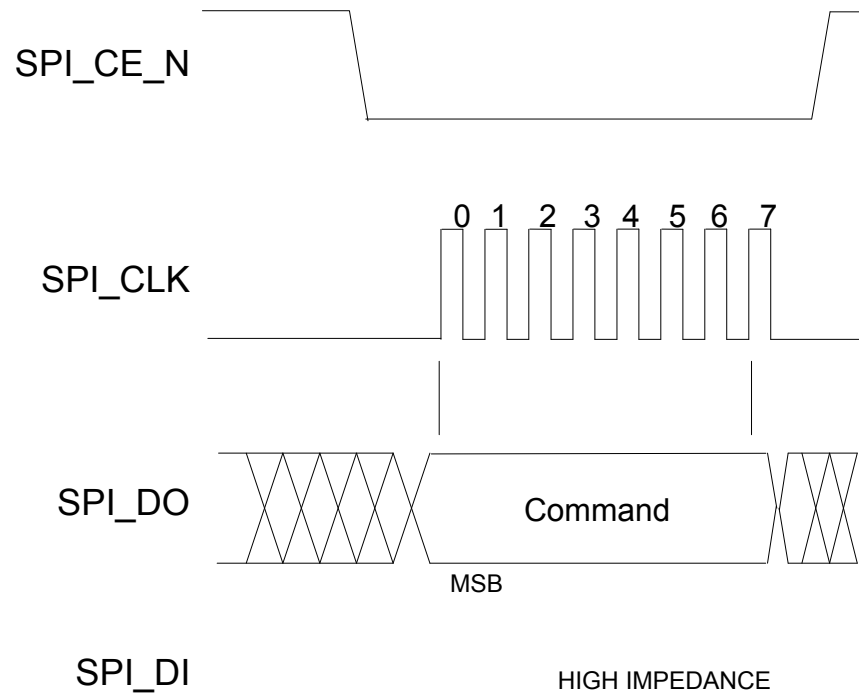 SPI_CE_N
0 1 2 3 4 5 6 7
SPI_CLK
SPI_DO
Command
MSB
SPI_DI
HIGH IMPEDANCE